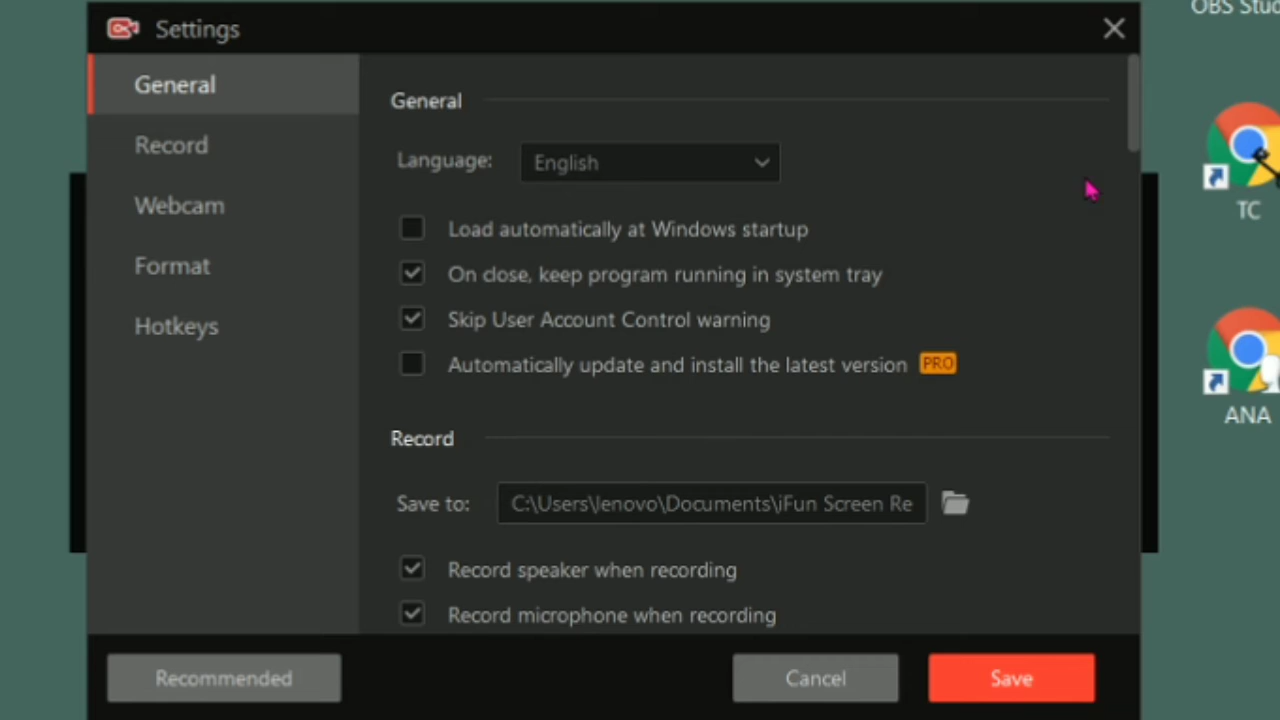 OBS
Settings
General
Record
Webcam
Format
Hotkeys
General
Language: English
Load automatically at Windows startup
On close, keep program running in system tray
Skip User Account Control warning
Automatically update and install the latest version PRO
Record
Save to: C:\Users\lenovo\Documents\iFun Screen Re
Record speaker when recording
Record microphone when recording
Recommended
Cancel
Save
TC
ANA